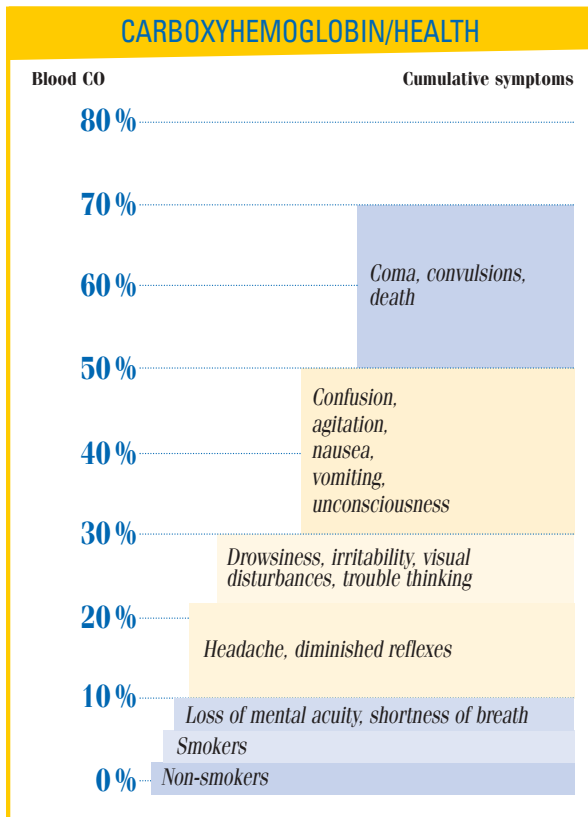 CARBOXYHEMOGLOBIN/HEALTH
Blood CO
Cumulative symptoms
80 %
70 %
Coma, convulsions,
death
60 %
50 %
Confusion,
agitation,
nausea,
vomiting,
unconsciousness
40 %
30 %
Drowsiness, irritability, visual
disturbances, trouble thinking
20 %
Headache, diminished reflexes
10 %
Loss of mental acuity, shortness of breath
Smokers
0 %
Non-smokers